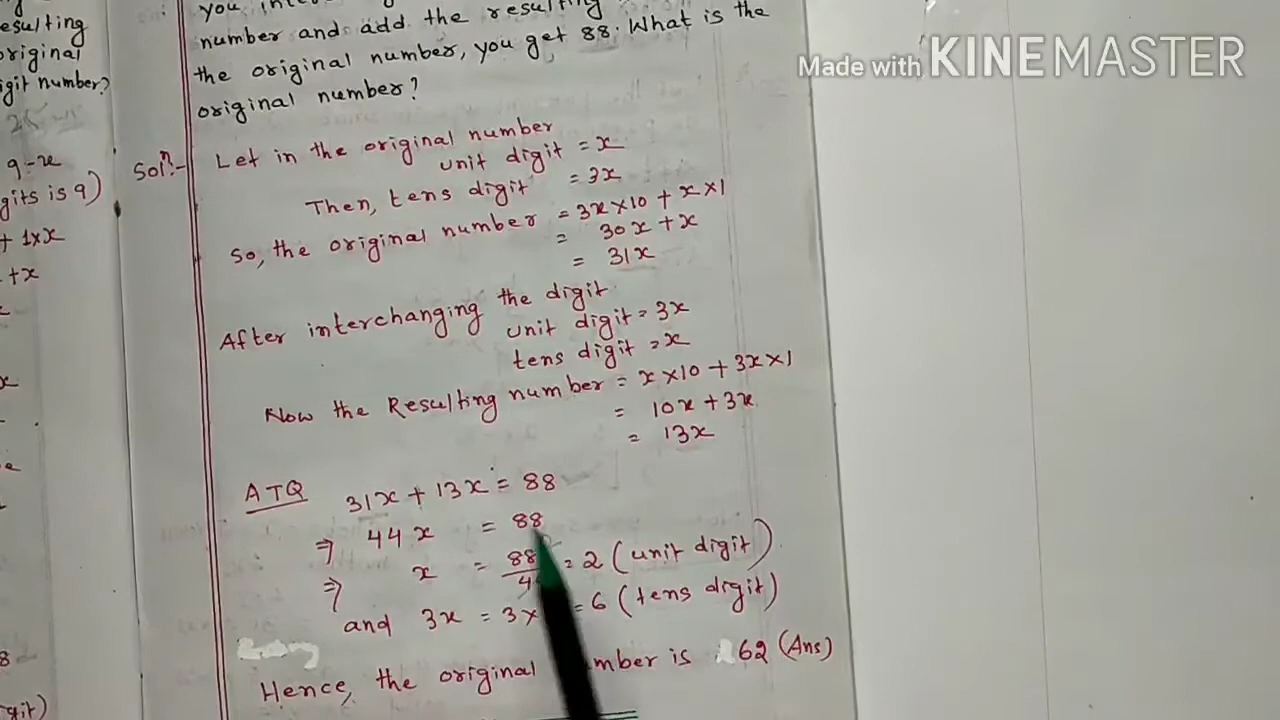 esulting
original
igit number?
9-x
gits is 9)
+ 1xx
+x
number and add the resulting
the original number, you get 88. What is the
original number?
Made with KINEMASTER
Solⁿ:- Let in the original number
unit digit = x
Then, tens digit = 3x
So, the original number = 3x×10 + x×1
= 30x + x
= 31x
After interchanging the digit
unit digit = 3x
tens digit = x
Now the Resulting number = x×10 + 3x×1
= 10x + 3x
= 13x
ATQ 31x + 13x = 88
⇒ 44x = 88
⇒ x = 88/4 = 2 (unit digit)
and 3x = 3× = 6 (tens digit)
Hence, the original mber is 62 (Ans)